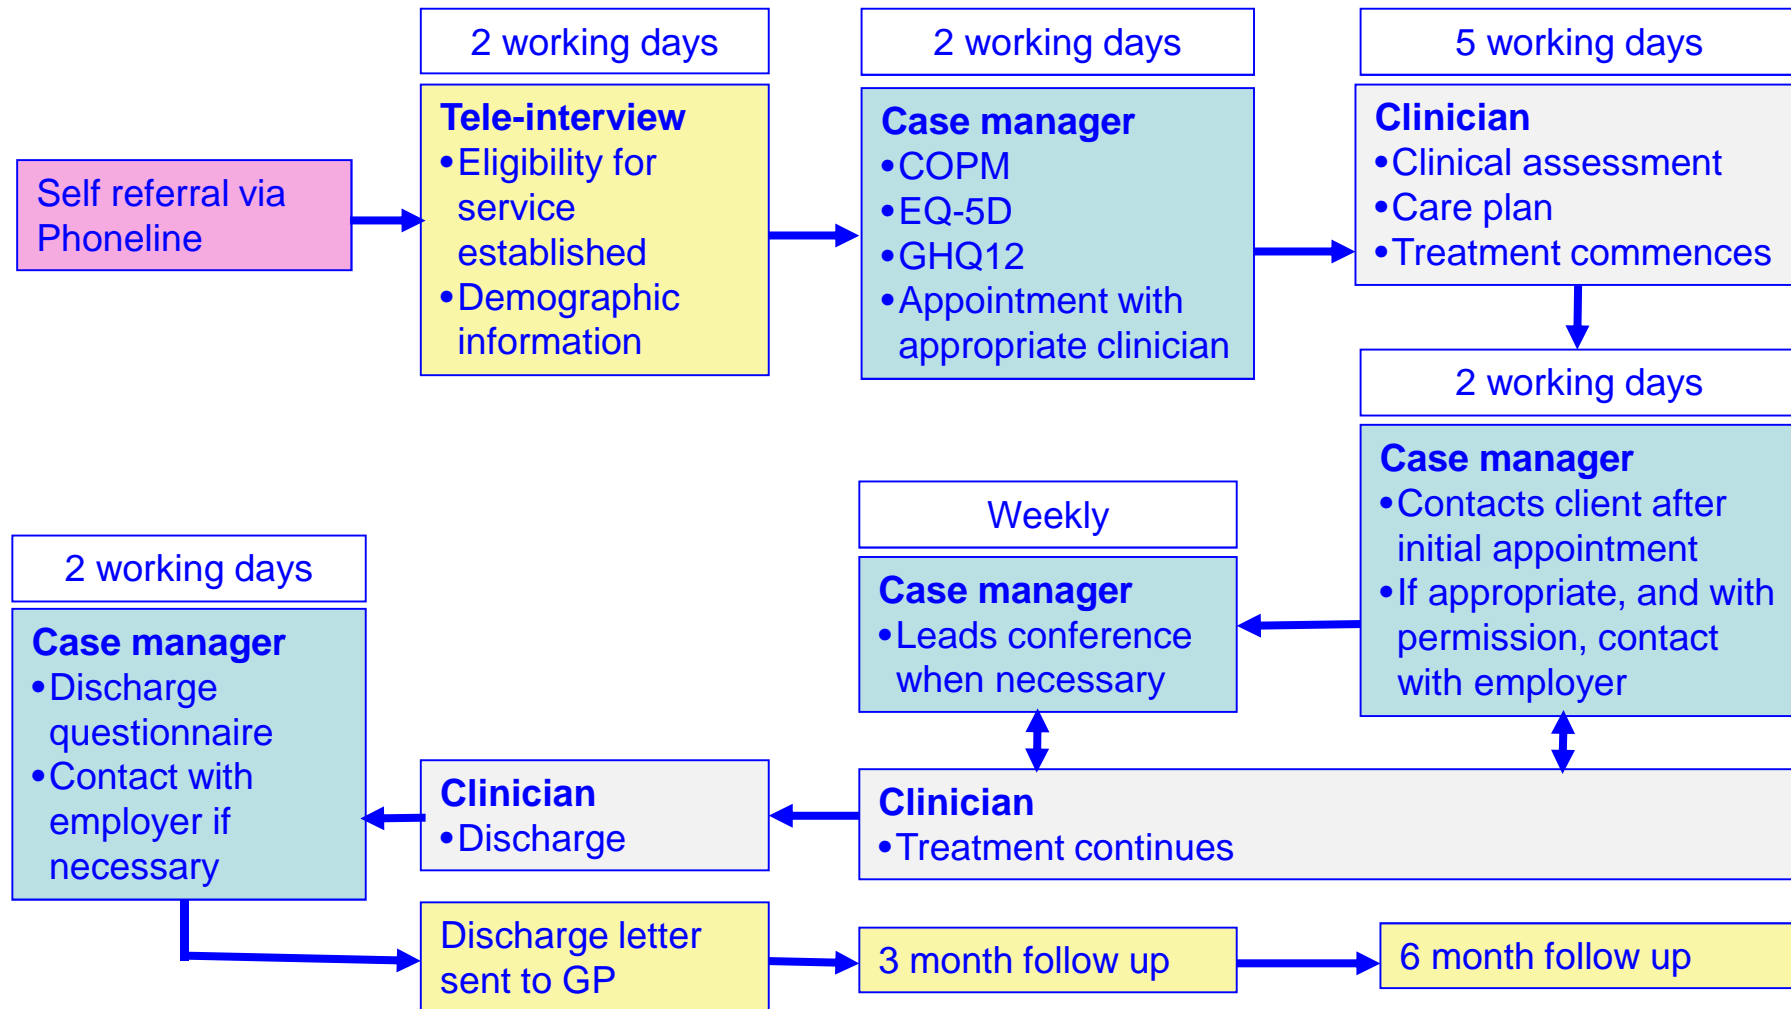 2 working days
2 working days
5 working days
Self referral via
Phoneline
Tele-interview
•Eligibility for
service
established
•Demographic
information
Case manager
•COPM
•EQ-5D
•GHQ12
•Appointment with
appropriate clinician
Clinician
•Clinical assessment
•Care plan
•Treatment commences
2 working days
Case manager
•Contacts client after
initial appointment
•If appropriate, and with
permission, contact
with employer
Weekly
Case manager
•Leads conference
when necessary
Clinician
•Treatment continues
Clinician
•Discharge
2 working days
Case manager
•Discharge
questionnaire
•Contact with
employer if
necessary
Discharge letter
sent to GP
3 month follow up
6 month follow up